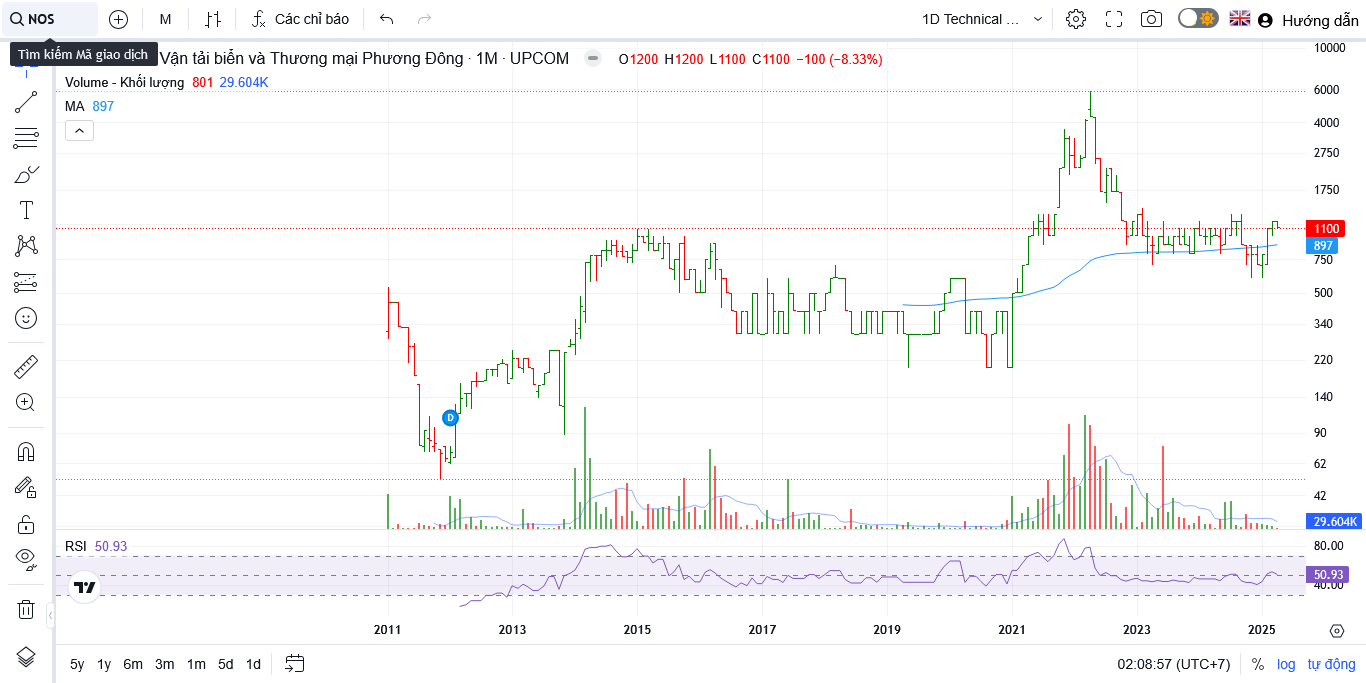 NOS M Các chỉ báo 1D Technical ... Hướng dẫn
Tìm kiếm Mã giao dịch
Vận tải biển và Thương mại Phương Đông · 1M · UPCOM O1200 H1200 L1100 C1100 −100 (−8.33%)
Volume - Khối lượng 801 29.604K
MA 897
10000
6000
4000
2750
1750
1100
897
750
500
340
220
140
D
90
62
42
29.604K
RSI 50.93
80.00
50.93
40.00
2011 2013 2015 2017 2019 2021 2023 2025
5y 1y 6m 3m 1m 5d 1d 02:08:57 (UTC+7) % log tự động